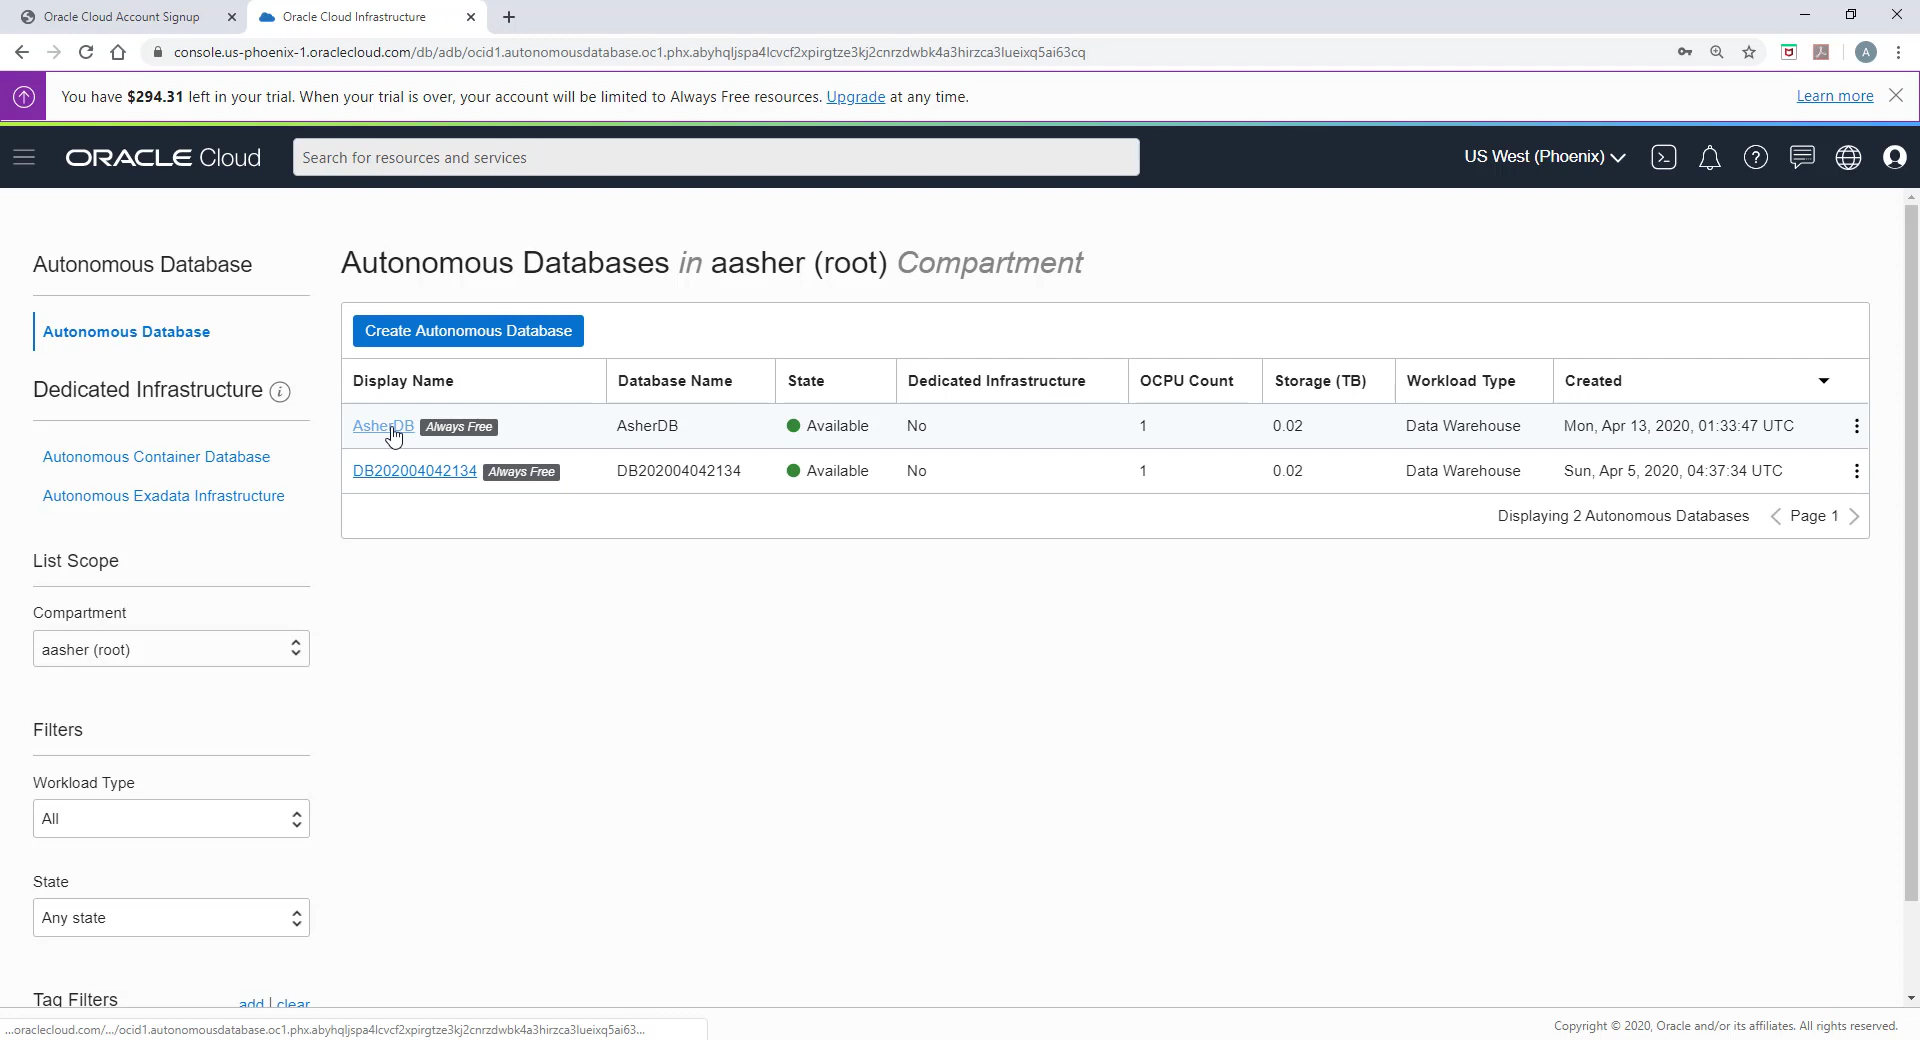 Oracle Cloud Account Signup
Oracle Cloud Infrastructure
console.us-phoenix-1.oraclecloud.com/db/adb/ocid1.autonomousdatabase.oc1.phx.abyhqljspa4lcvcf2xpirgtze3kj2cnrzdwbk4a3hirzca3lueixq5ai63cq
A
You have $294.31 left in your trial. When your trial is over, your account will be limited to Always Free resources. Upgrade at any time.
Learn more
ORACLE Cloud
Search for resources and services
US West (Phoenix)
Autonomous Database
Autonomous Database
Dedicated Infrastructure i
Autonomous Container Database
Autonomous Exadata Infrastructure
List Scope
Compartment
aasher (root)
Filters
Workload Type
All
State
Any state
Tag Filters add | clear
Autonomous Databases in aasher (root) Compartment
Create Autonomous Database
Display Name Database Name State Dedicated Infrastructure OCPU Count Storage (TB) Workload Type Created
AsherDB Always Free AsherDB Available No 1 0.02 Data Warehouse Mon, Apr 13, 2020, 01:33:47 UTC
DB202004042134 Always Free DB202004042134 Available No 1 0.02 Data Warehouse Sun, Apr 5, 2020, 04:37:34 UTC
Displaying 2 Autonomous Databases < Page 1 >
...oraclecloud.com/.../ocid1.autonomousdatabase.oc1.phx.abyhqljspa4lcvcf2xpirgtze3kj2cnrzdwbk4a3hirzca3lueixq5ai63...
Copyright © 2020, Oracle and/or its affiliates. All rights reserved.